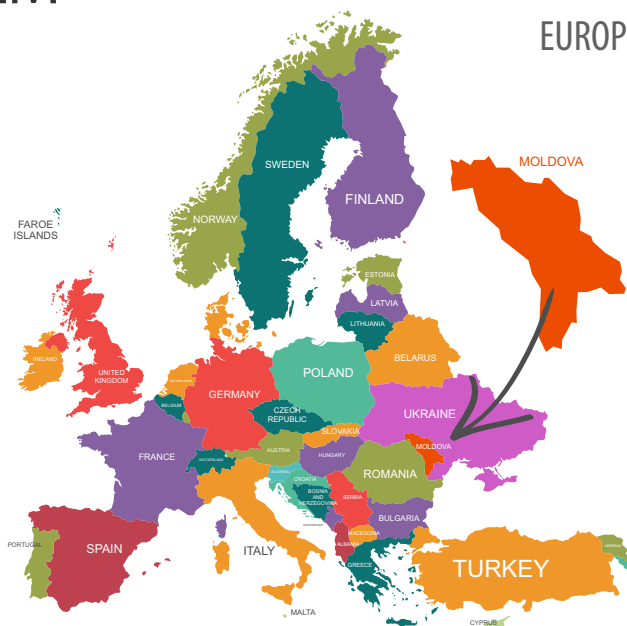 EUROP
MOLDOVA
SWEDEN
FINLAND
NORWAY
FAROE
ISLANDS
ESTONIA
LATVIA
LITHUANIA
IRELAND
UNITED
KINGDOM
BELARUS
POLAND
NETHERLANDS
GERMANY
BELGIUM
CZECH
REPUBLIC
UKRAINE
SLOVAKIA
MOLDOVA
FRANCE
SWITZERLAND
AUSTRIA
HUNGARY
ROMANIA
CROATIA
BOSNIA
AND
HERZEGOVINA
SERBIA
BULGARIA
PORTUGAL
SPAIN
ITALY
MACEDONIA
ALBANIA
GREECE
TURKEY
MALTA
CYPRUS